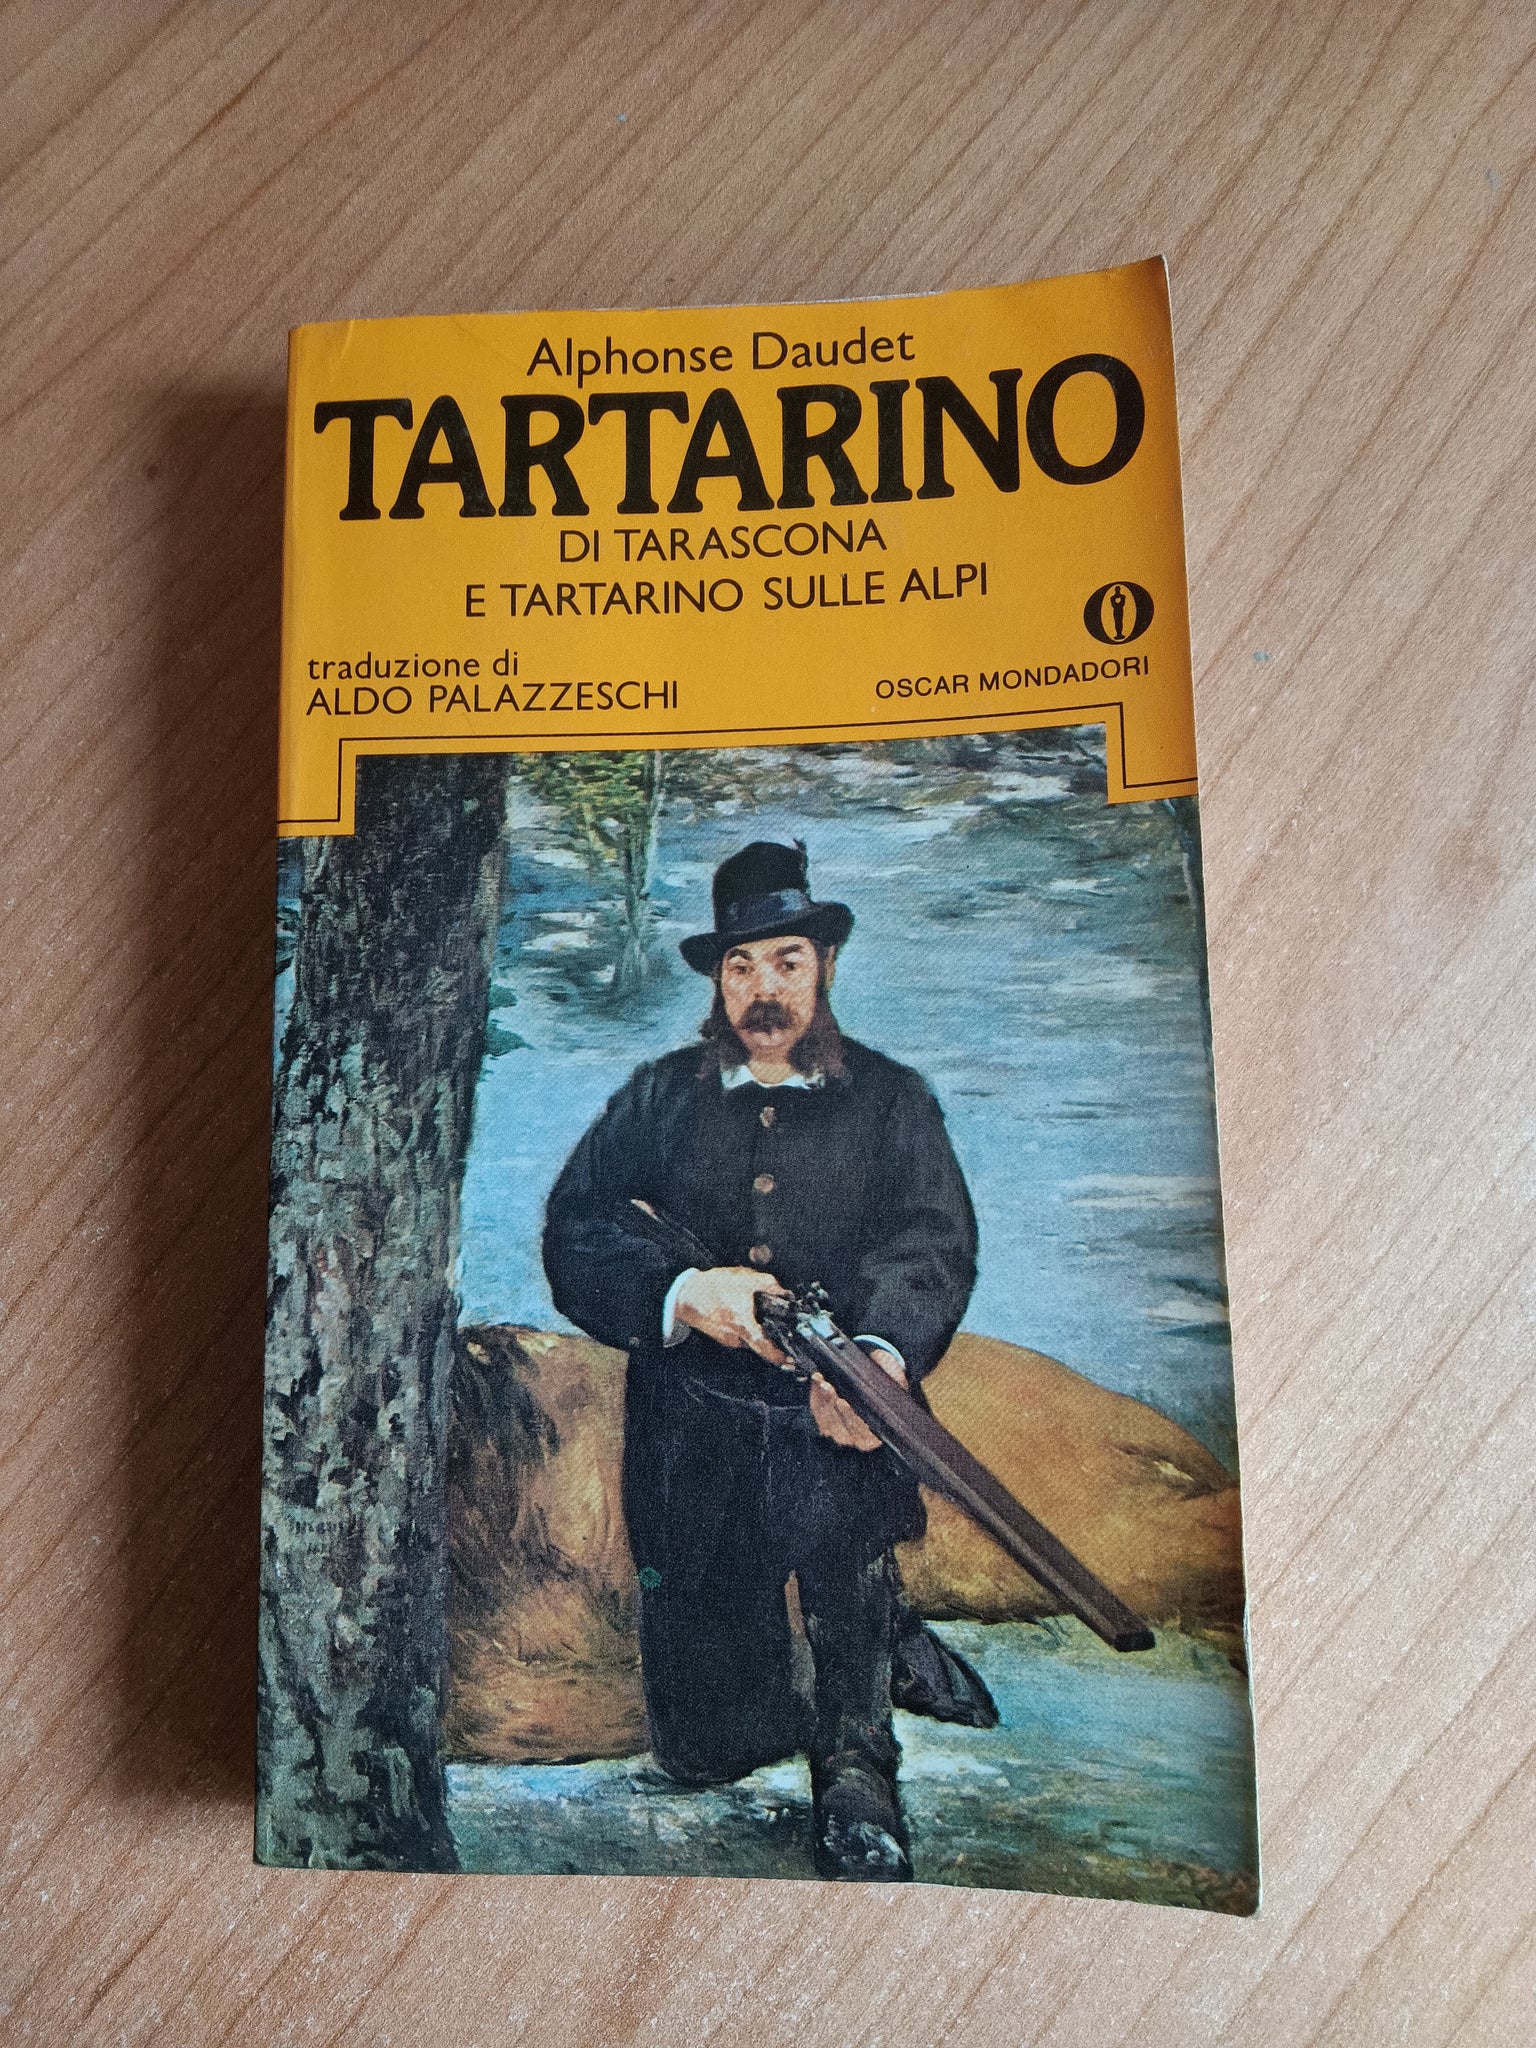 Alphonse Daudet
TARTARINO
DI TARASCONA
E TARTARINO SULLE ALPI
traduzione di
ALDO PALAZZESCHI
OSCAR MONDADORI